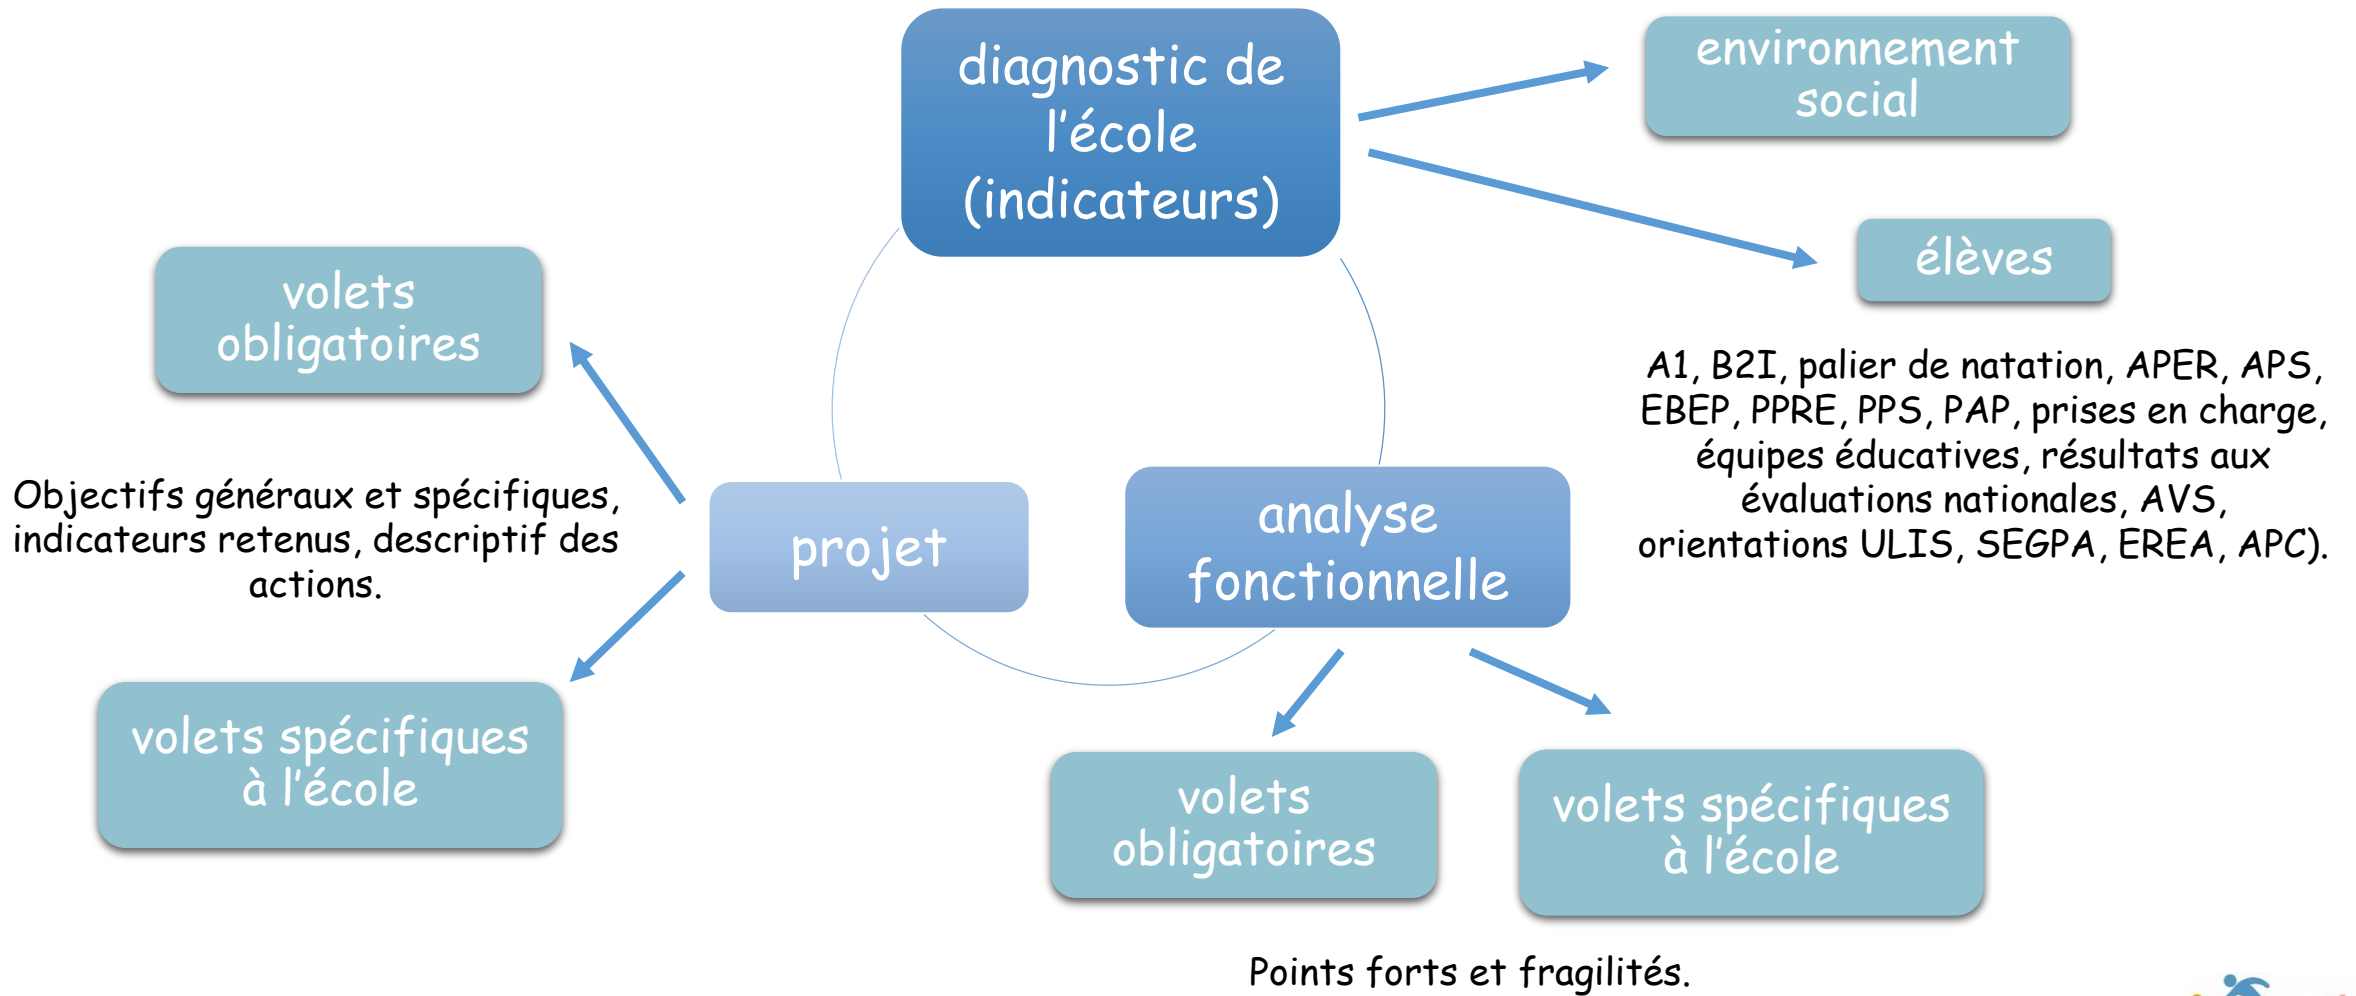 diagnostic de
l'école
(indicateurs)
environnement
social
élèves
A1, B2I, palier de natation, APER, APS,
EBEP, PPRE, PPS, PAP, prises en charge,
équipes éducatives, résultats aux
évaluations nationales, AVS,
orientations ULIS, SEGPA, EREA, APC).
volets
obligatoires
Objectifs généraux et spécifiques,
indicateurs retenus, descriptif des
actions.
projet
analyse
fonctionnelle
volets spécifiques
à l'école
volets
obligatoires
volets spécifiques
à l'école
Points forts et fragilités.